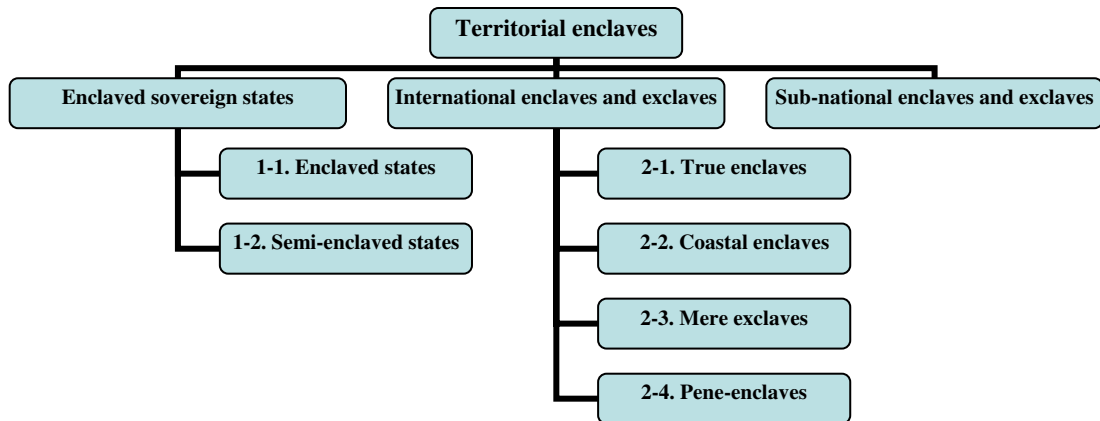 Territorial enclaves
Enclaved sovereign states
International enclaves and exclaves
Sub-national enclaves and exclaves
1-1. Enclaved states
1-2. Semi-enclaved states
2-1. True enclaves
2-2. Coastal enclaves
2-3. Mere exclaves
2-4. Pene-enclaves